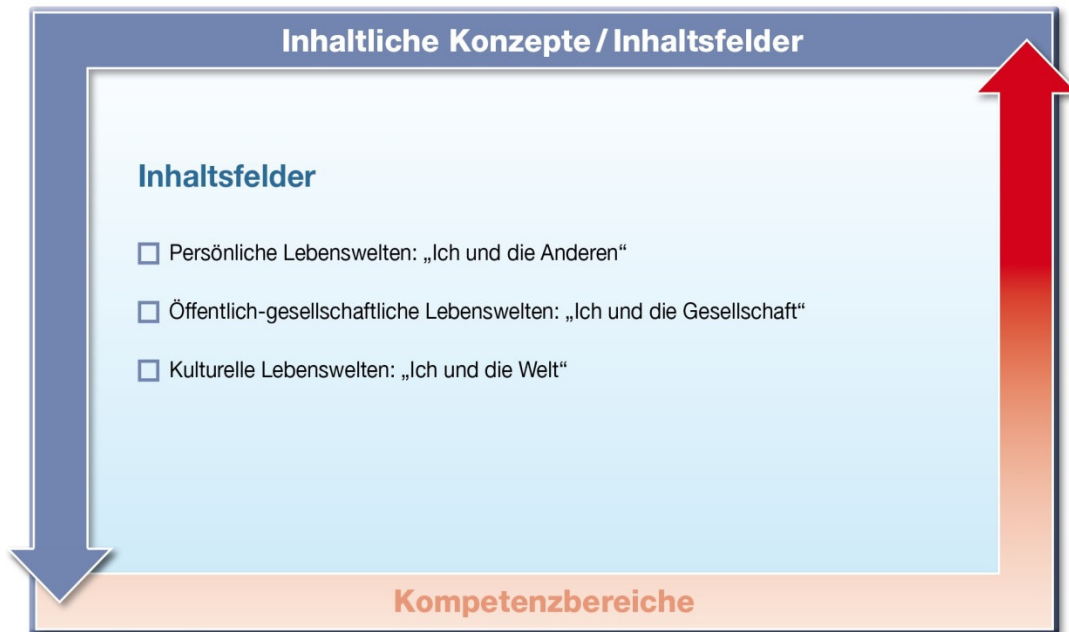 Inhaltliche Konzepte / Inhaltsfelder
Inhaltsfelder
Persönliche Lebenswelten: „Ich und die Anderen“
Öffentlich-gesellschaftliche Lebenswelten: „Ich und die Gesellschaft“
Kulturelle Lebenswelten: „Ich und die Welt“
Kompetenzbereiche